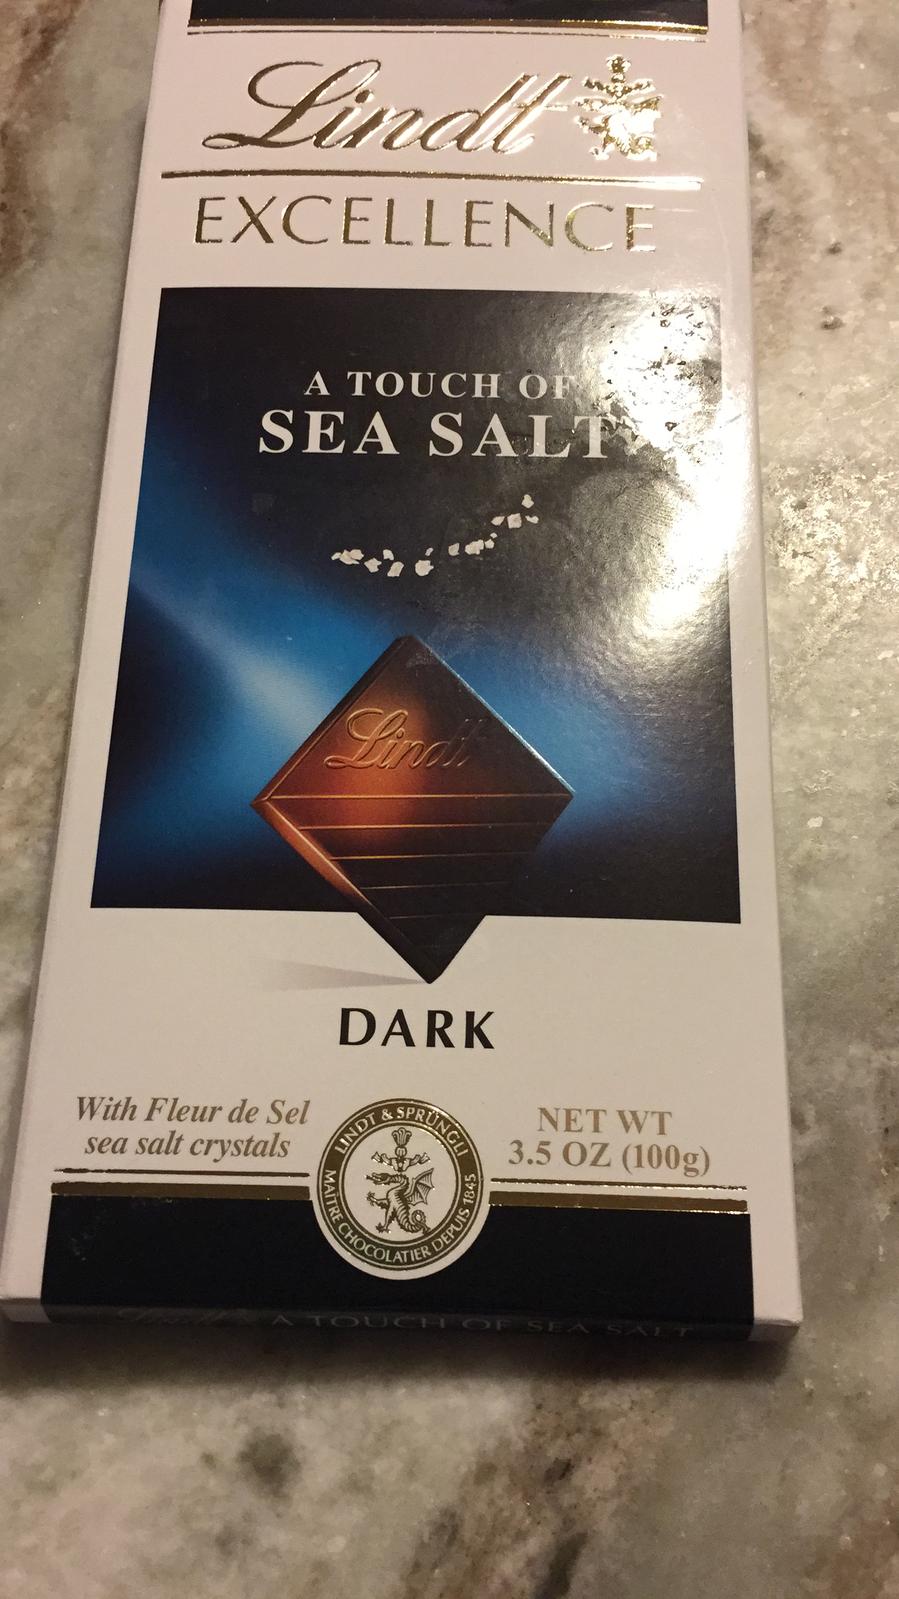 Lindt
EXCELLENCE
A TOUCH OF
SEA SALT
Lindt
DARK
With Fleur de Sel
sea salt crystals
NET WT
3.5 OZ (100g)
LINDT & SPRÜNGLI
MAÎTRE CHOCOLATIER DEPUIS 1845
A TOUCH OF SEA SALT